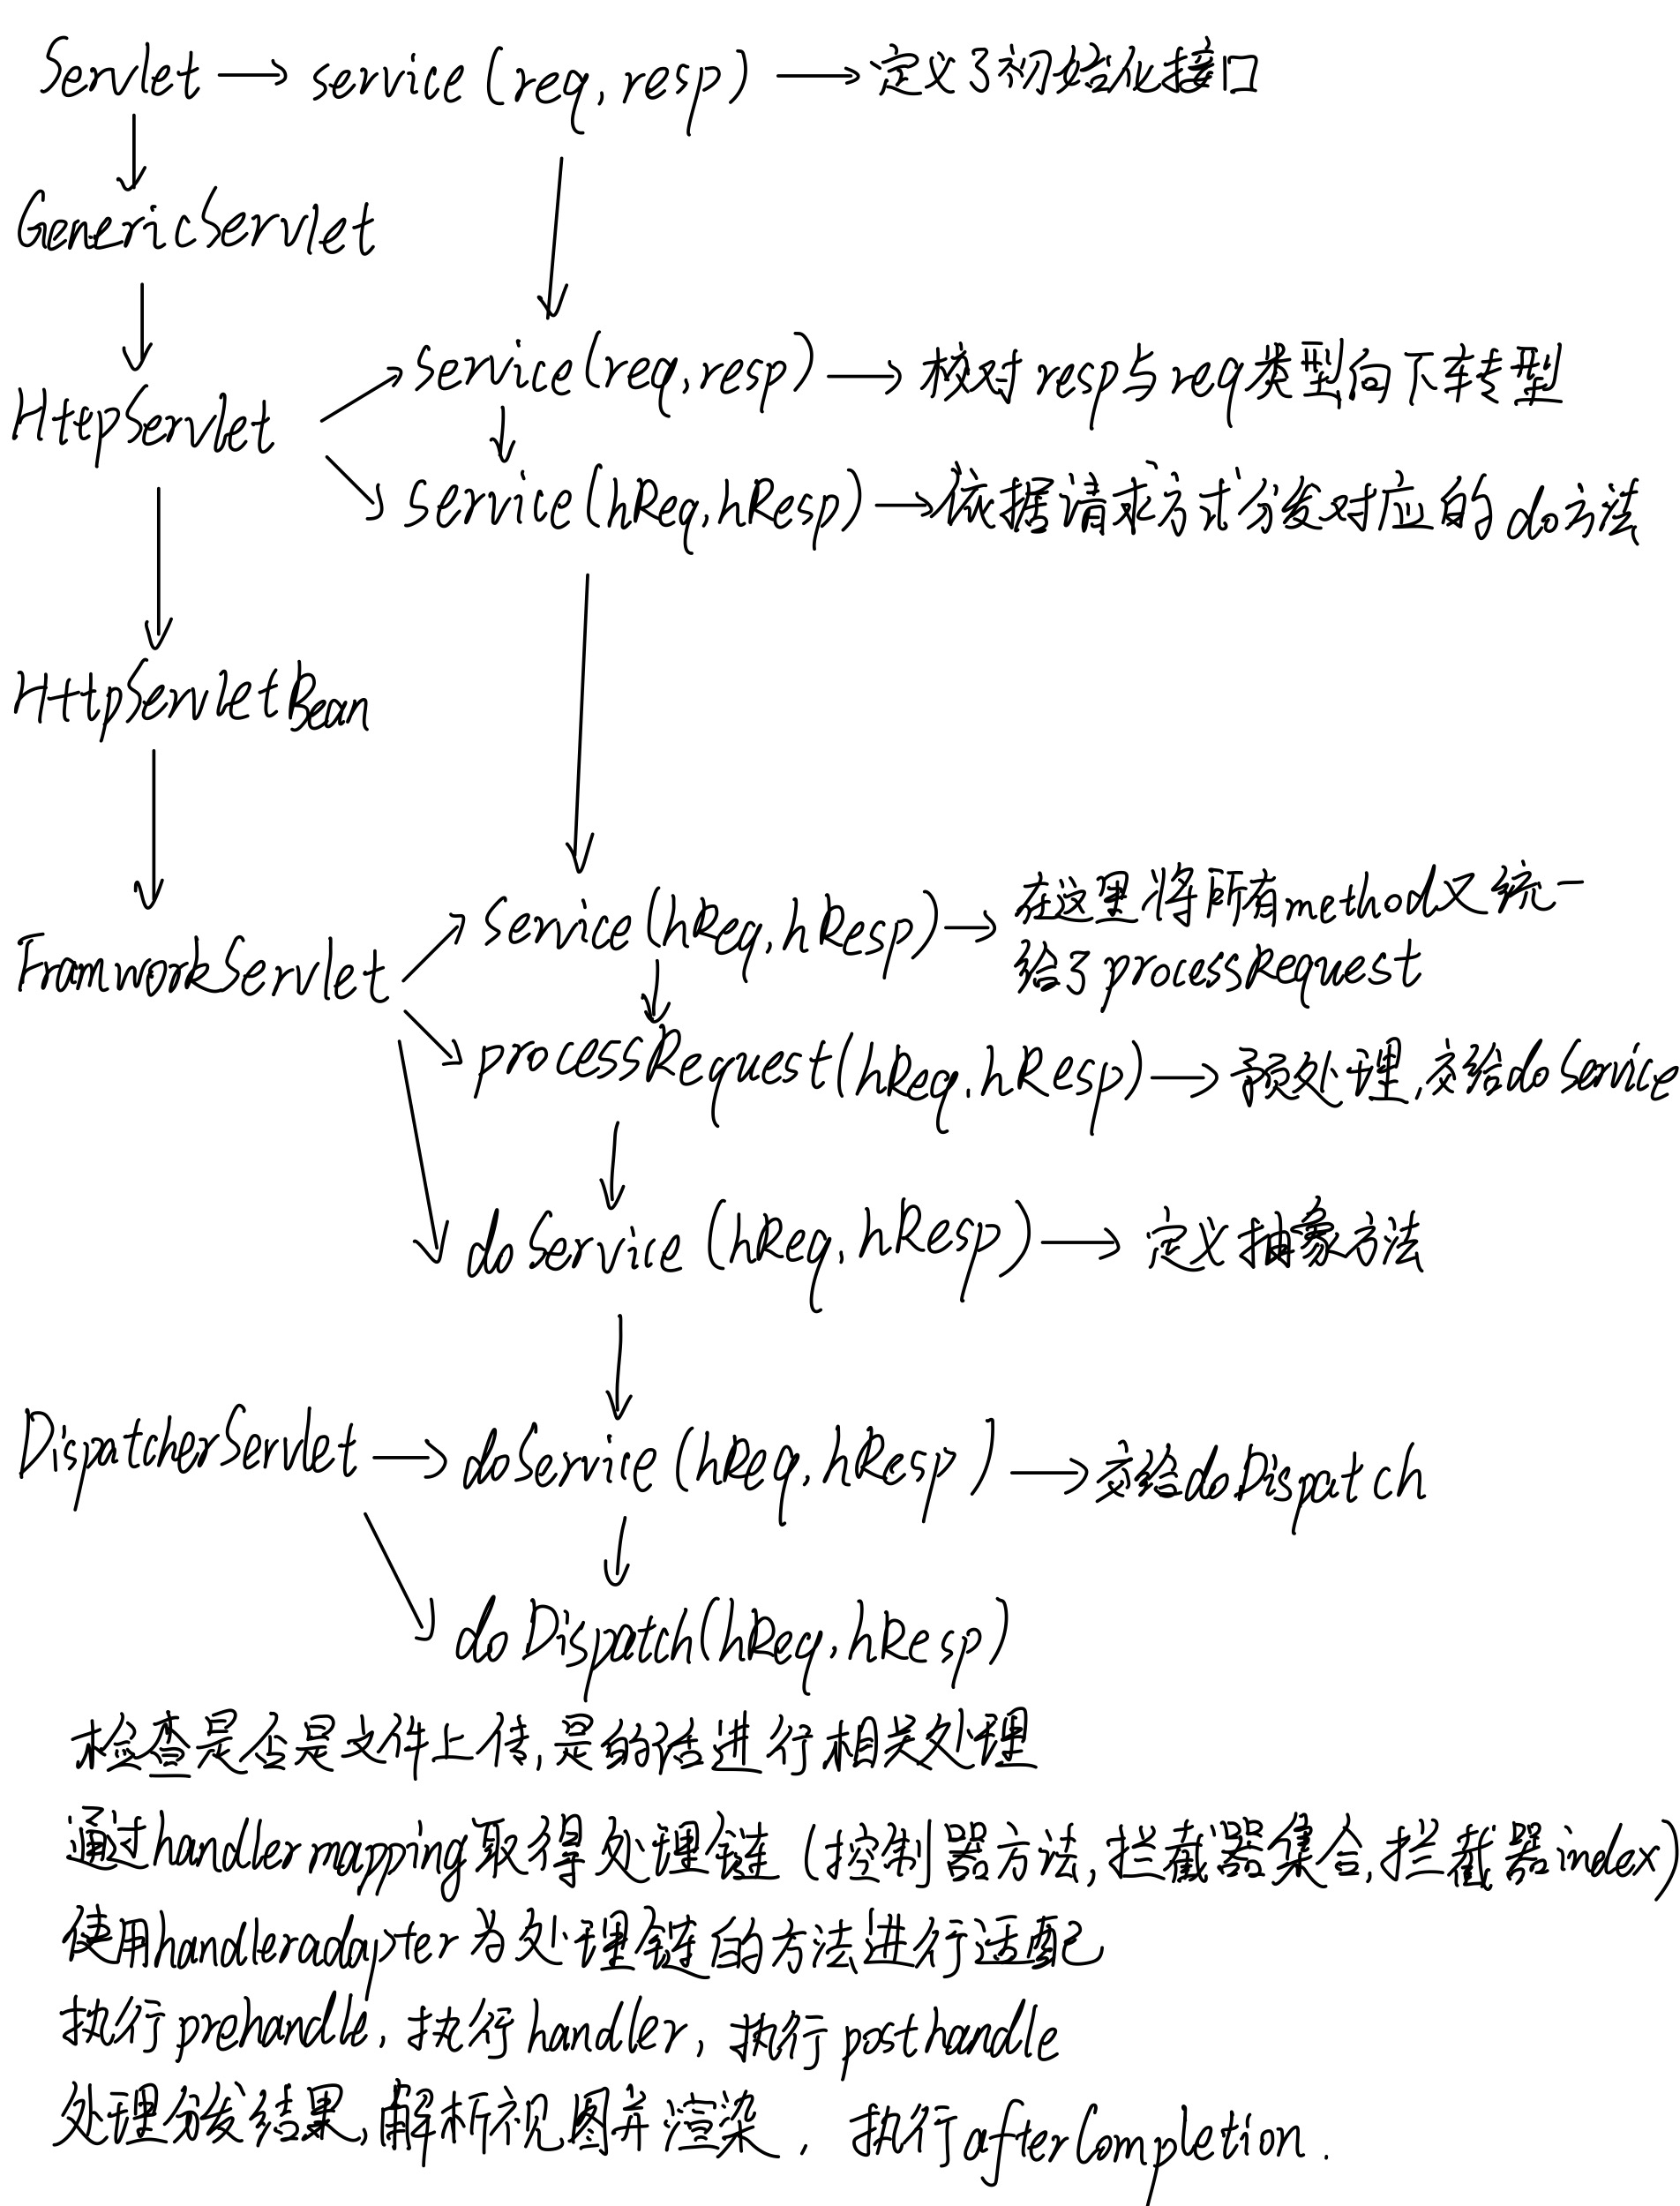 Servlet → service (req, resp) → 定义了初始化接口
GenericServlet
HttpServlet
service(req, resp) → 校对resp与req类型向下转型
service(hReq, hResp) → 依据请求方式分发对应的do方法
HttpServletBean
FramworkServlet
service(hReq, hResp) → 在这里将所有method又统一
给了processRequest
processRequest(hReq, hResp) → 预处理,交给doService
doService (hReq, hResp) → 定义抽象方法
DispatcherServlet → doService (hReq, hResp) → 交给doDispatch
doDispatch(hReq, hResp)
检查是否是文件上传,是的话进行相关处理
通过handlermapping取得处理链 (控制器方法,拦截器集合,拦截器index)
使用handleradapter为处理链的方法进行适配
执行prehandle, 执行handler, 执行posthandle
处理分发结果,解析视图并渲染, 执行afterCompletion.